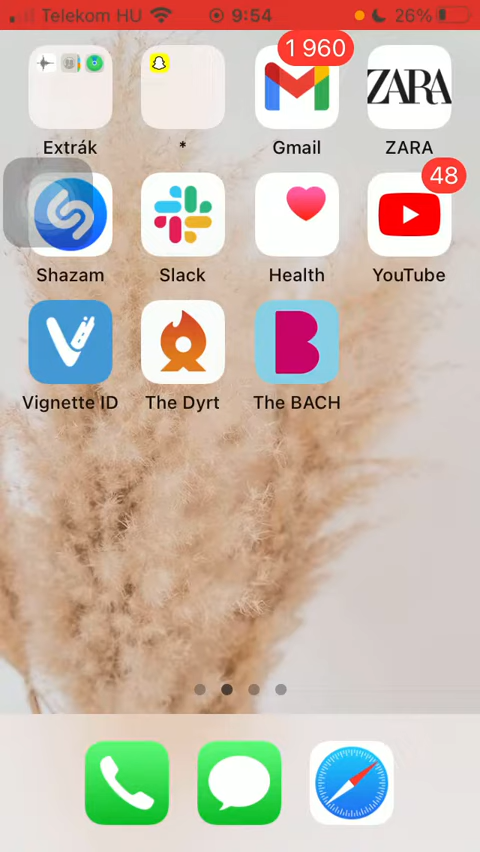 Telekom HU 9:54 26%
1 960
Extrák * Gmail ZARA ZARA
48
Shazam Slack Health YouTube
Vignette ID The Dyrt B The BACH